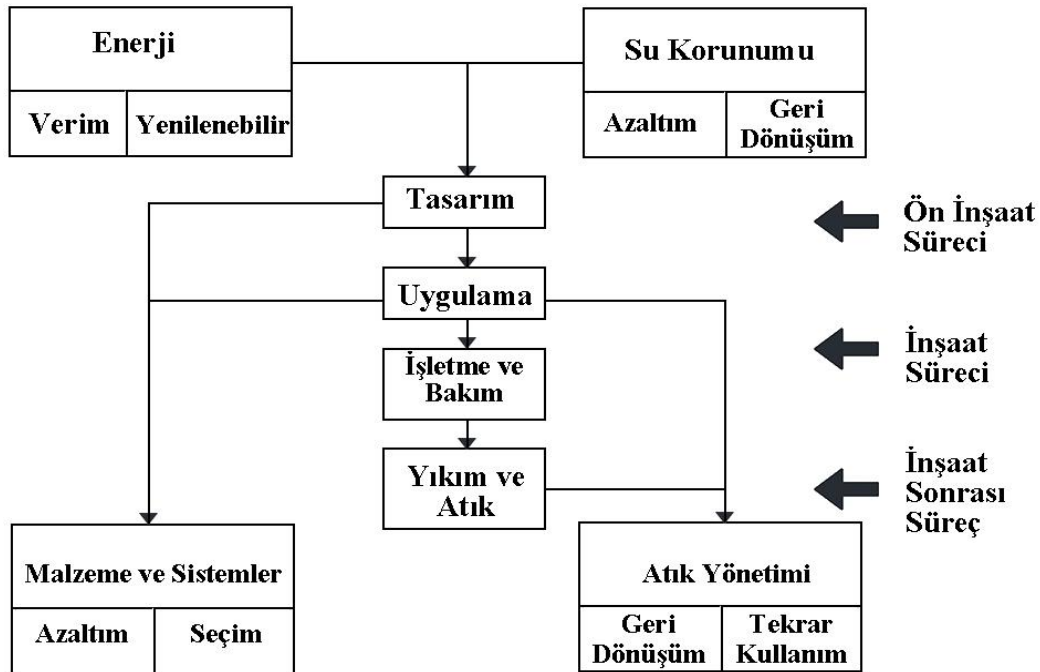 Enerji
Verim
Yenilenebilir
Su Korunumu
Azaltım
Geri
Dönüşüm
Tasarım
Ön İnşaat
Süreci
Uygulama
İşletme ve
Bakım
İnşaat
Süreci
Yıkım ve
Atık
İnşaat
Sonrası
Süreç
Malzeme ve Sistemler
Azaltım
Seçim
Atık Yönetimi
Geri
Dönüşüm
Tekrar
Kullanım